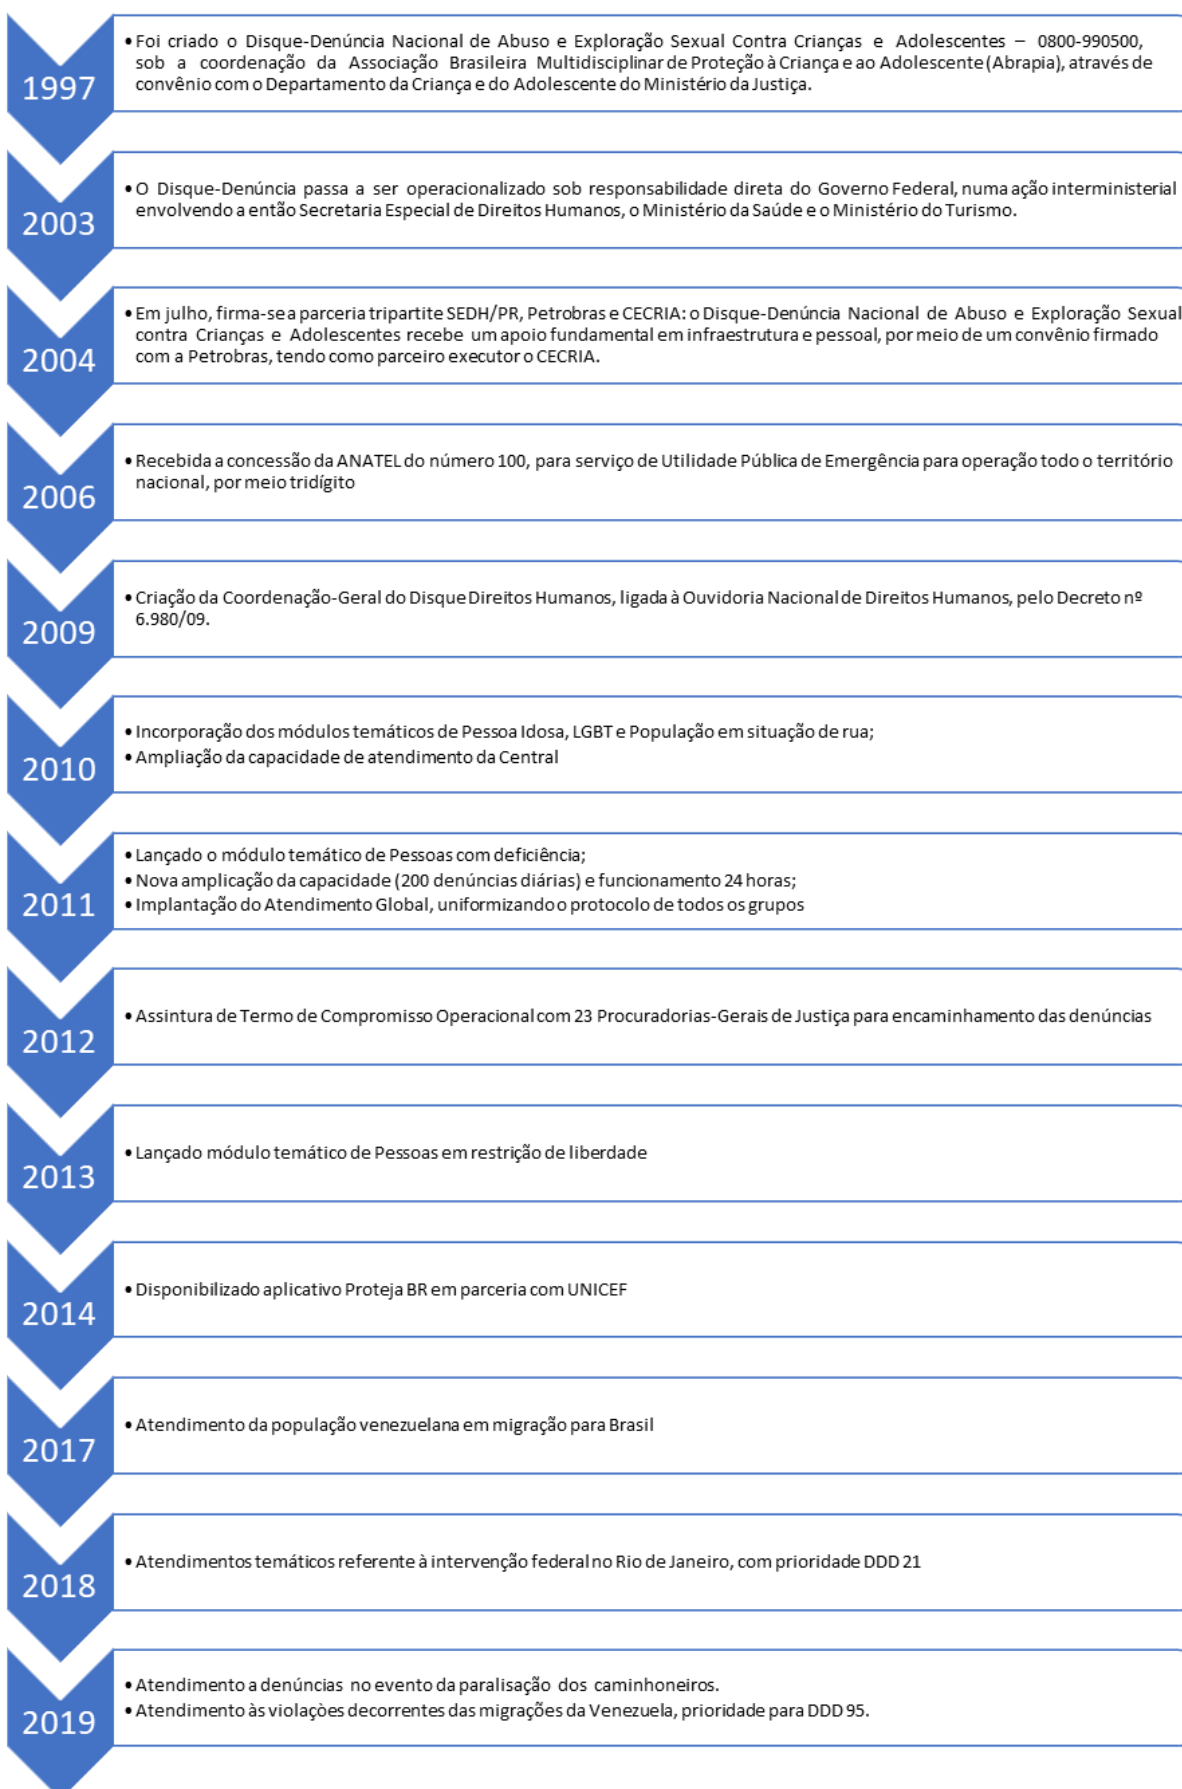 1997
• Foi criado o Disque-Denúncia Nacional de Abuso e Exploração Sexual Contra Crianças e Adolescentes – 0800-990500,
sob a coordenação da Associação Brasileira Multidisciplinar de Proteção à Criança e ao Adolescente (Abrapia), através de
convênio com o Departamento da Criança e do Adolescente do Ministério da Justiça.
2003
• O Disque-Denúncia passa a ser operacionalizado sob responsabilidade direta do Governo Federal, numa ação interministerial
envolvendo a então Secretaria Especial de Direitos Humanos, o Ministério da Saúde e o Ministério do Turismo.
2004
• Em julho, firma-se a parceria tripartite SEDH/PR, Petrobras e CECRIA: o Disque-Denúncia Nacional de Abuso e Exploração Sexual
contra Crianças e Adolescentes recebe um apoio fundamental em infraestrutura e pessoal, por meio de um convênio firmado
com a Petrobras, tendo como parceiro executor o CECRIA.
2006
• Recebida a concessão da ANATEL do número 100, para serviço de Utilidade Pública de Emergência para operação todo o território
nacional, por meio tridígito
2009
• Criação da Coordenação-Geral do Disque Direitos Humanos, ligada à Ouvidoria Nacional de Direitos Humanos, pelo Decreto nº
6.980/09.
2010
• Incorporação dos módulos temáticos de Pessoa Idosa, LGBT e População em situação de rua;
• Ampliação da capacidade de atendimento da Central
2011
• Lançado o módulo temático de Pessoas com deficiência;
• Nova amplicação da capacidade (200 denúncias diárias) e funcionamento 24 horas;
• Implantação do Atendimento Global, uniformizando o protocolo de todos os grupos
2012
• Assintura de Termo de Compromisso Operacional com 23 Procuradorias-Gerais de Justiça para encaminhamento das denúncias
2013
• Lançado módulo temático de Pessoas em restrição de liberdade
2014
• Disponibilizado aplicativo Proteja BR em parceria com UNICEF
2017
• Atendimento da população venezuelana em migração para Brasil
2018
• Atendimentos temáticos referente à intervenção federal no Rio de Janeiro, com prioridade DDD 21
2019
• Atendimento a denúncias no evento da paralisação dos caminhoneiros.
• Atendimento às violaçòes decorrentes das migrações da Venezuela, prioridade para DDD 95.